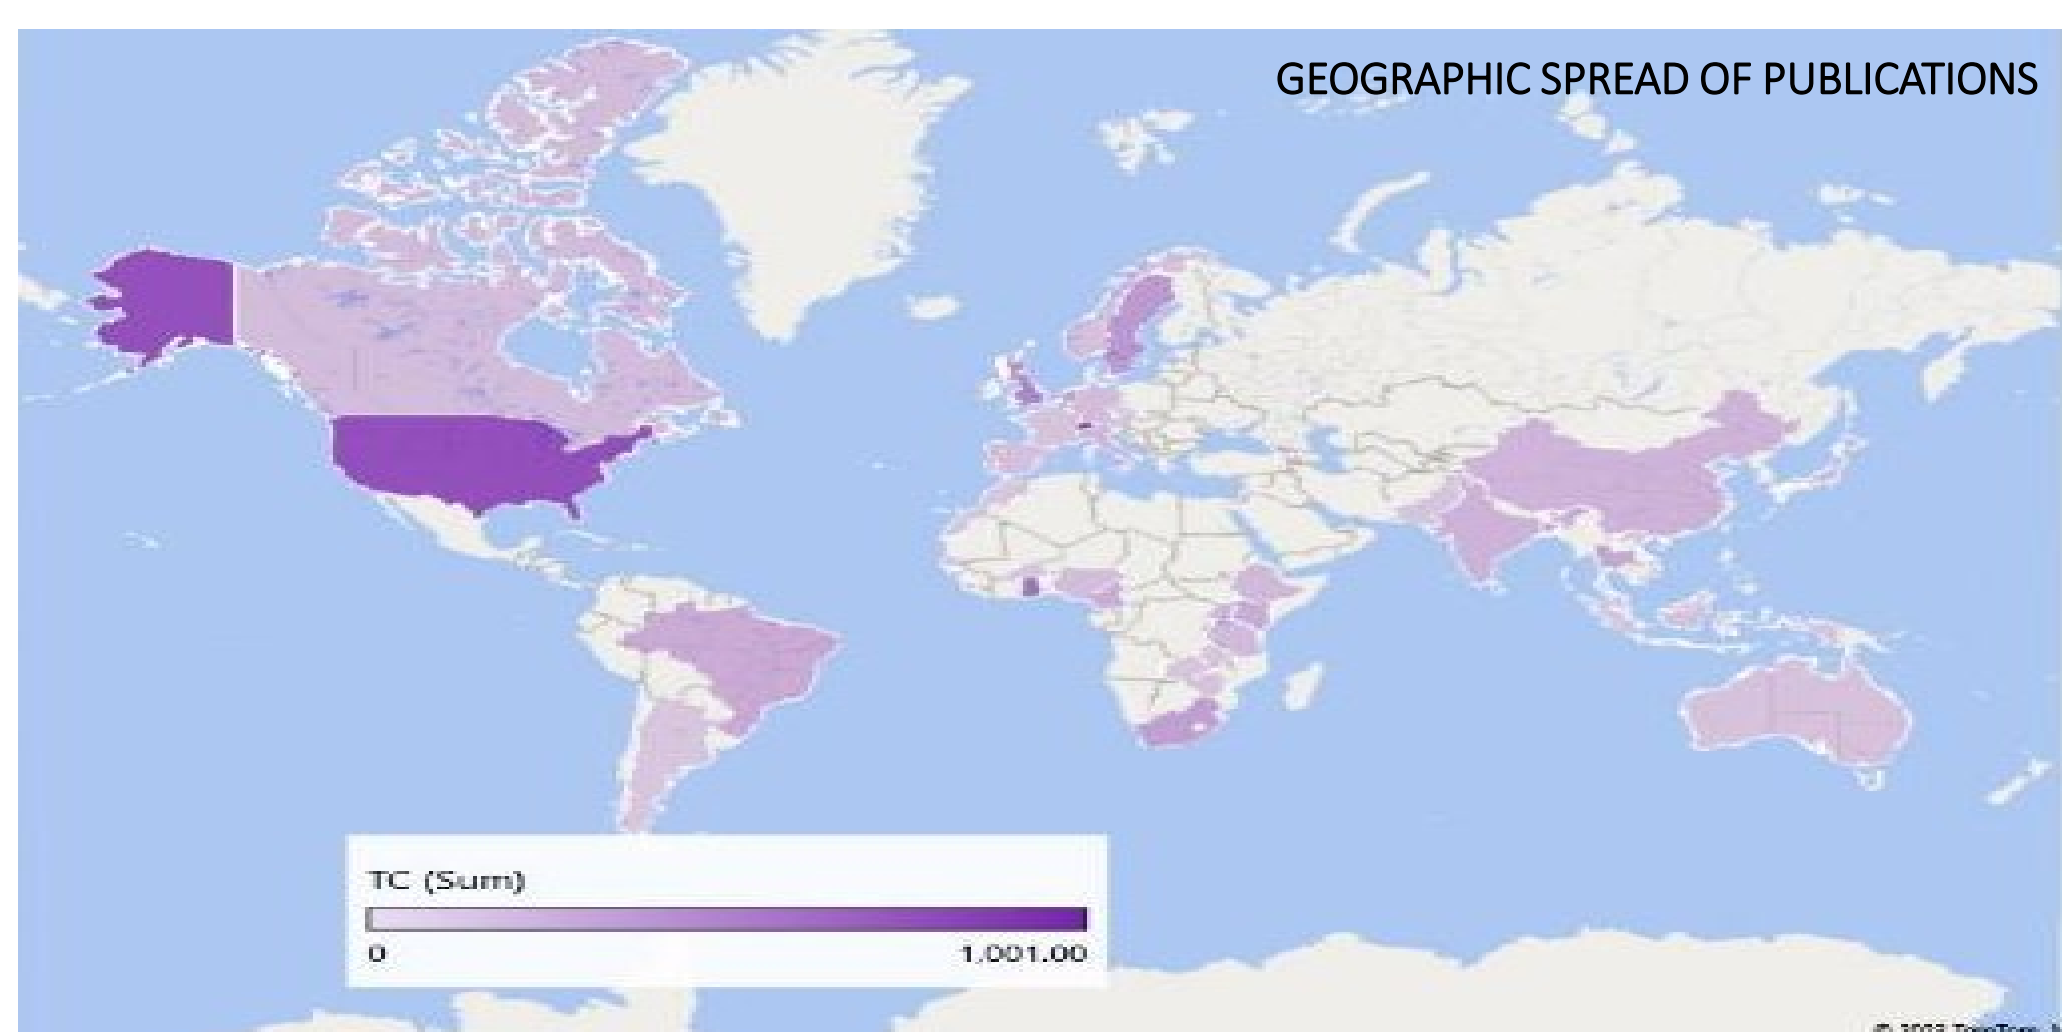 GEOGRAPHIC SPREAD OF PUBLICATIONS
TC (Sum)
0
1,001.00